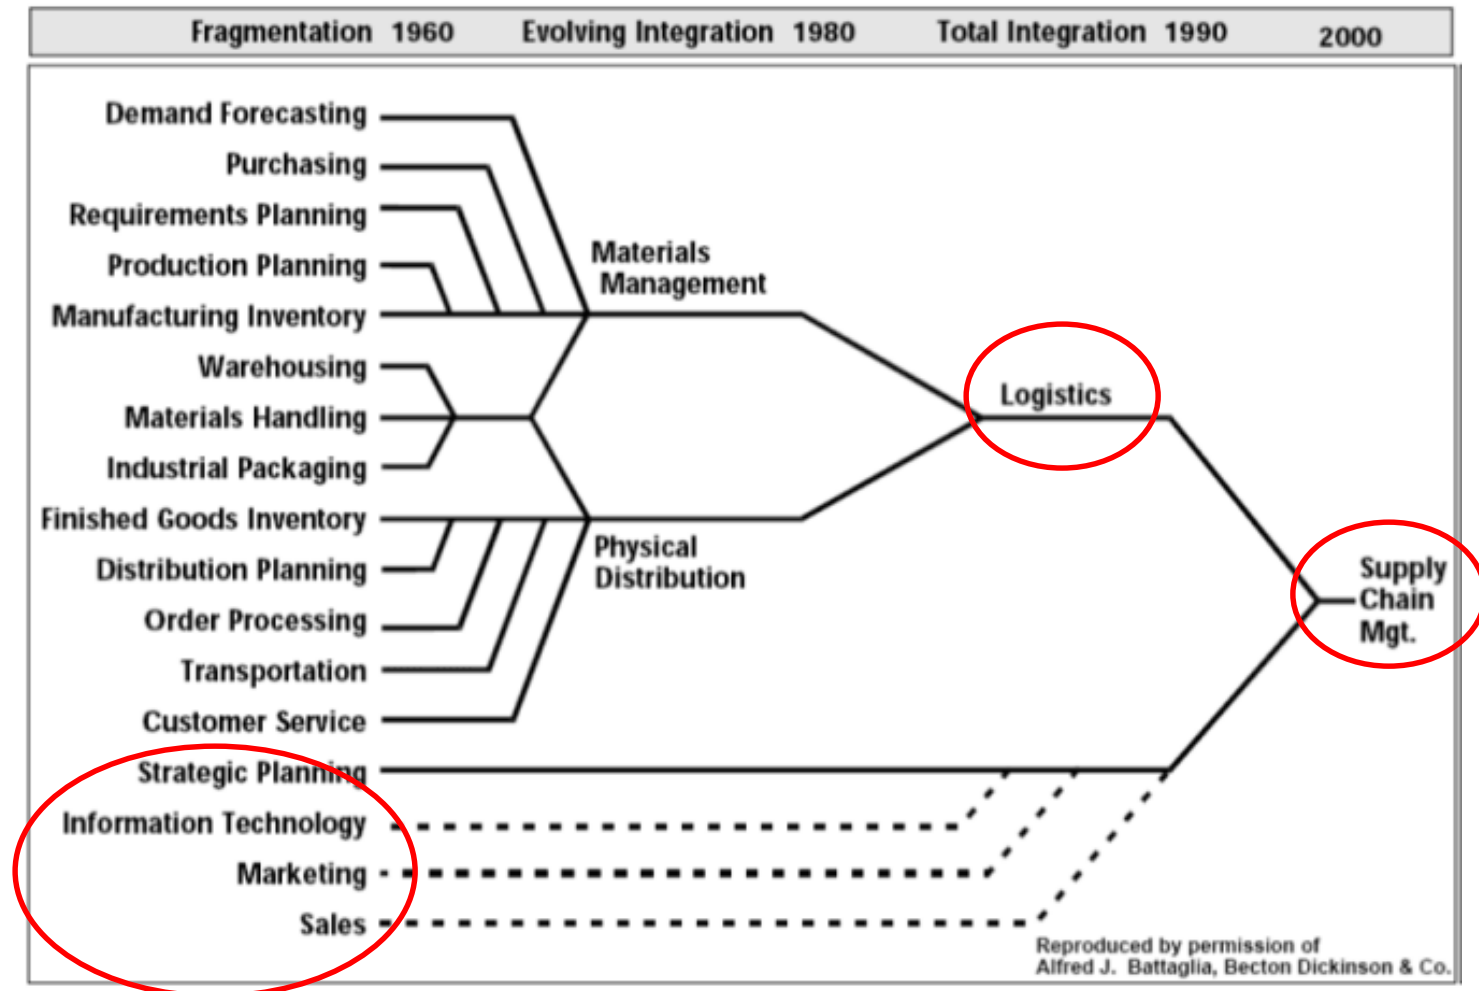 Fragmentation 1960 Evolving Integration 1980 Total Integration 1990 2000
Demand Forecasting
Purchasing
Requirements Planning
Production Planning
Manufacturing Inventory
Warehousing
Materials Handling
Industrial Packaging
Finished Goods Inventory
Distribution Planning
Order Processing
Transportation
Customer Service
Strategic Planning
Information Technology
Marketing
Sales
Materials
Management
Physical
Distribution
Logistics
Supply
Chain
Mgt.
Reproduced by permission of
Alfred J. Battaglia, Becton Dickinson & Co.